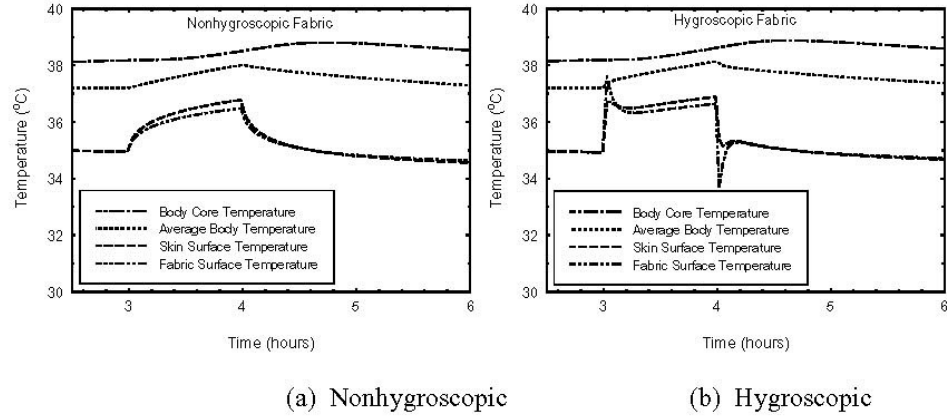 Nonhygroscopic Fabric
40
38
36
34
32
30
Temperature (°C)
Body Core Temperature
Average Body Temperature
Skin Surface Temperature
Fabric Surface Temperature
3
4
5
6
Time (hours)
Hygroscopic Fabric
40
38
36
34
32
30
Temperature (°C)
Body Core Temperature
Average Body Temperature
Skin Surface Temperature
Fabric Surface Temperature
3
4
5
6
Time (hours)
(a) Nonhygroscopic
(b) Hygroscopic